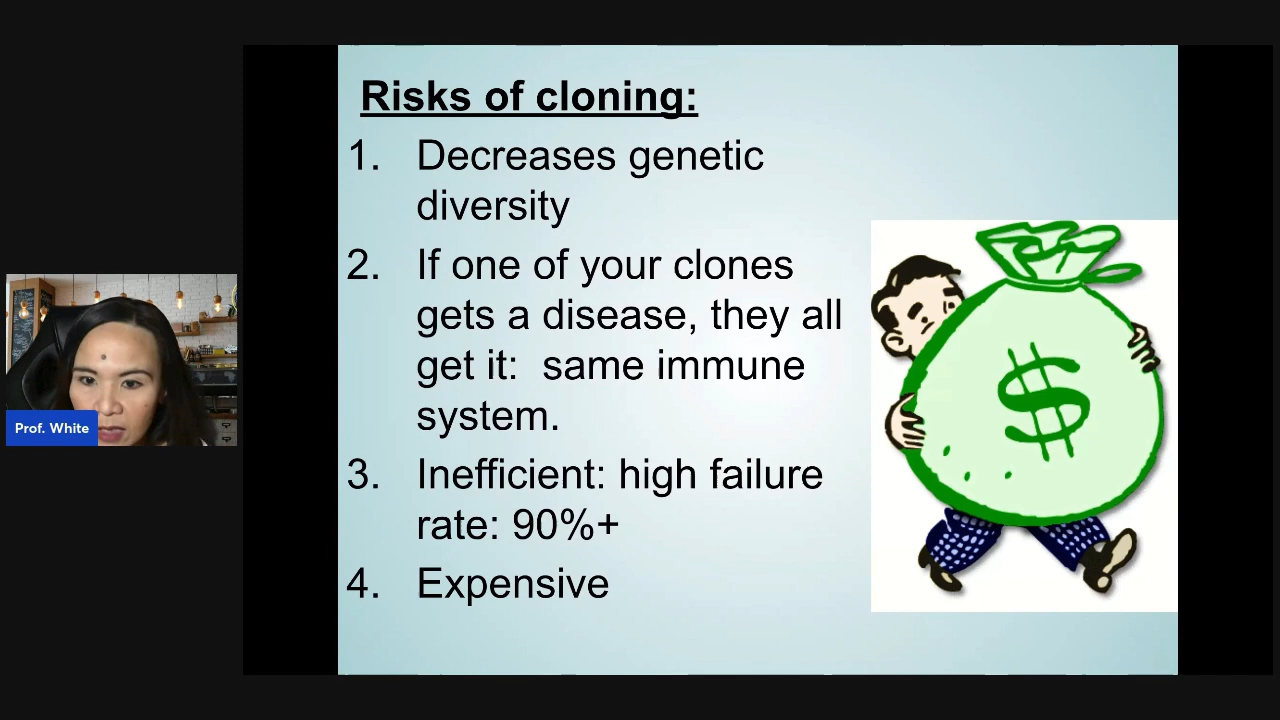 Risks of cloning:
1. Decreases genetic
diversity
2. If one of your clones
gets a disease, they all
get it:  same immune
system.
3. Inefficient: high failure
rate: 90%+
4. Expensive
$
Prof. White